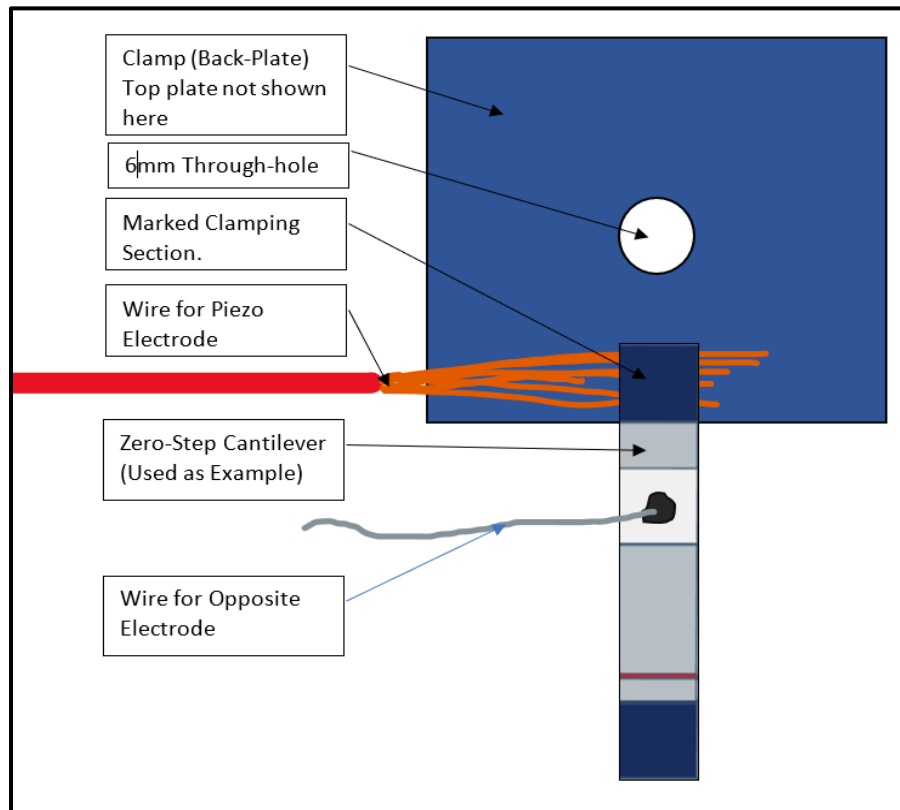 Clamp (Back-Plate)
Top plate not shown
here
6mm Through-hole
Marked Clamping
Section.
Wire for Piezo
Electrode
Zero-Step Cantilever
(Used as Example)
Wire for Opposite
Electrode